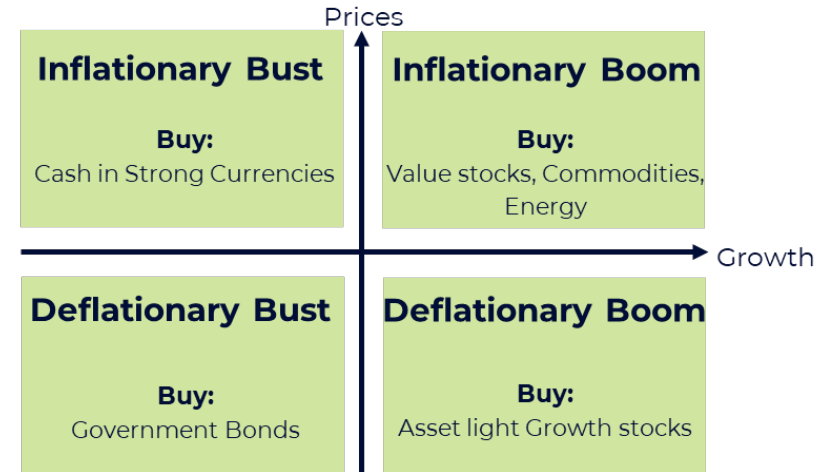 Prices
Inflationary Bust
Buy:
Cash in Strong Currencies
Inflationary Boom
Buy:
Value stocks, Commodities,
Energy
Growth
Deflationary Bust
Buy:
Government Bonds
Deflationary Boom
Buy:
Asset light Growth stocks